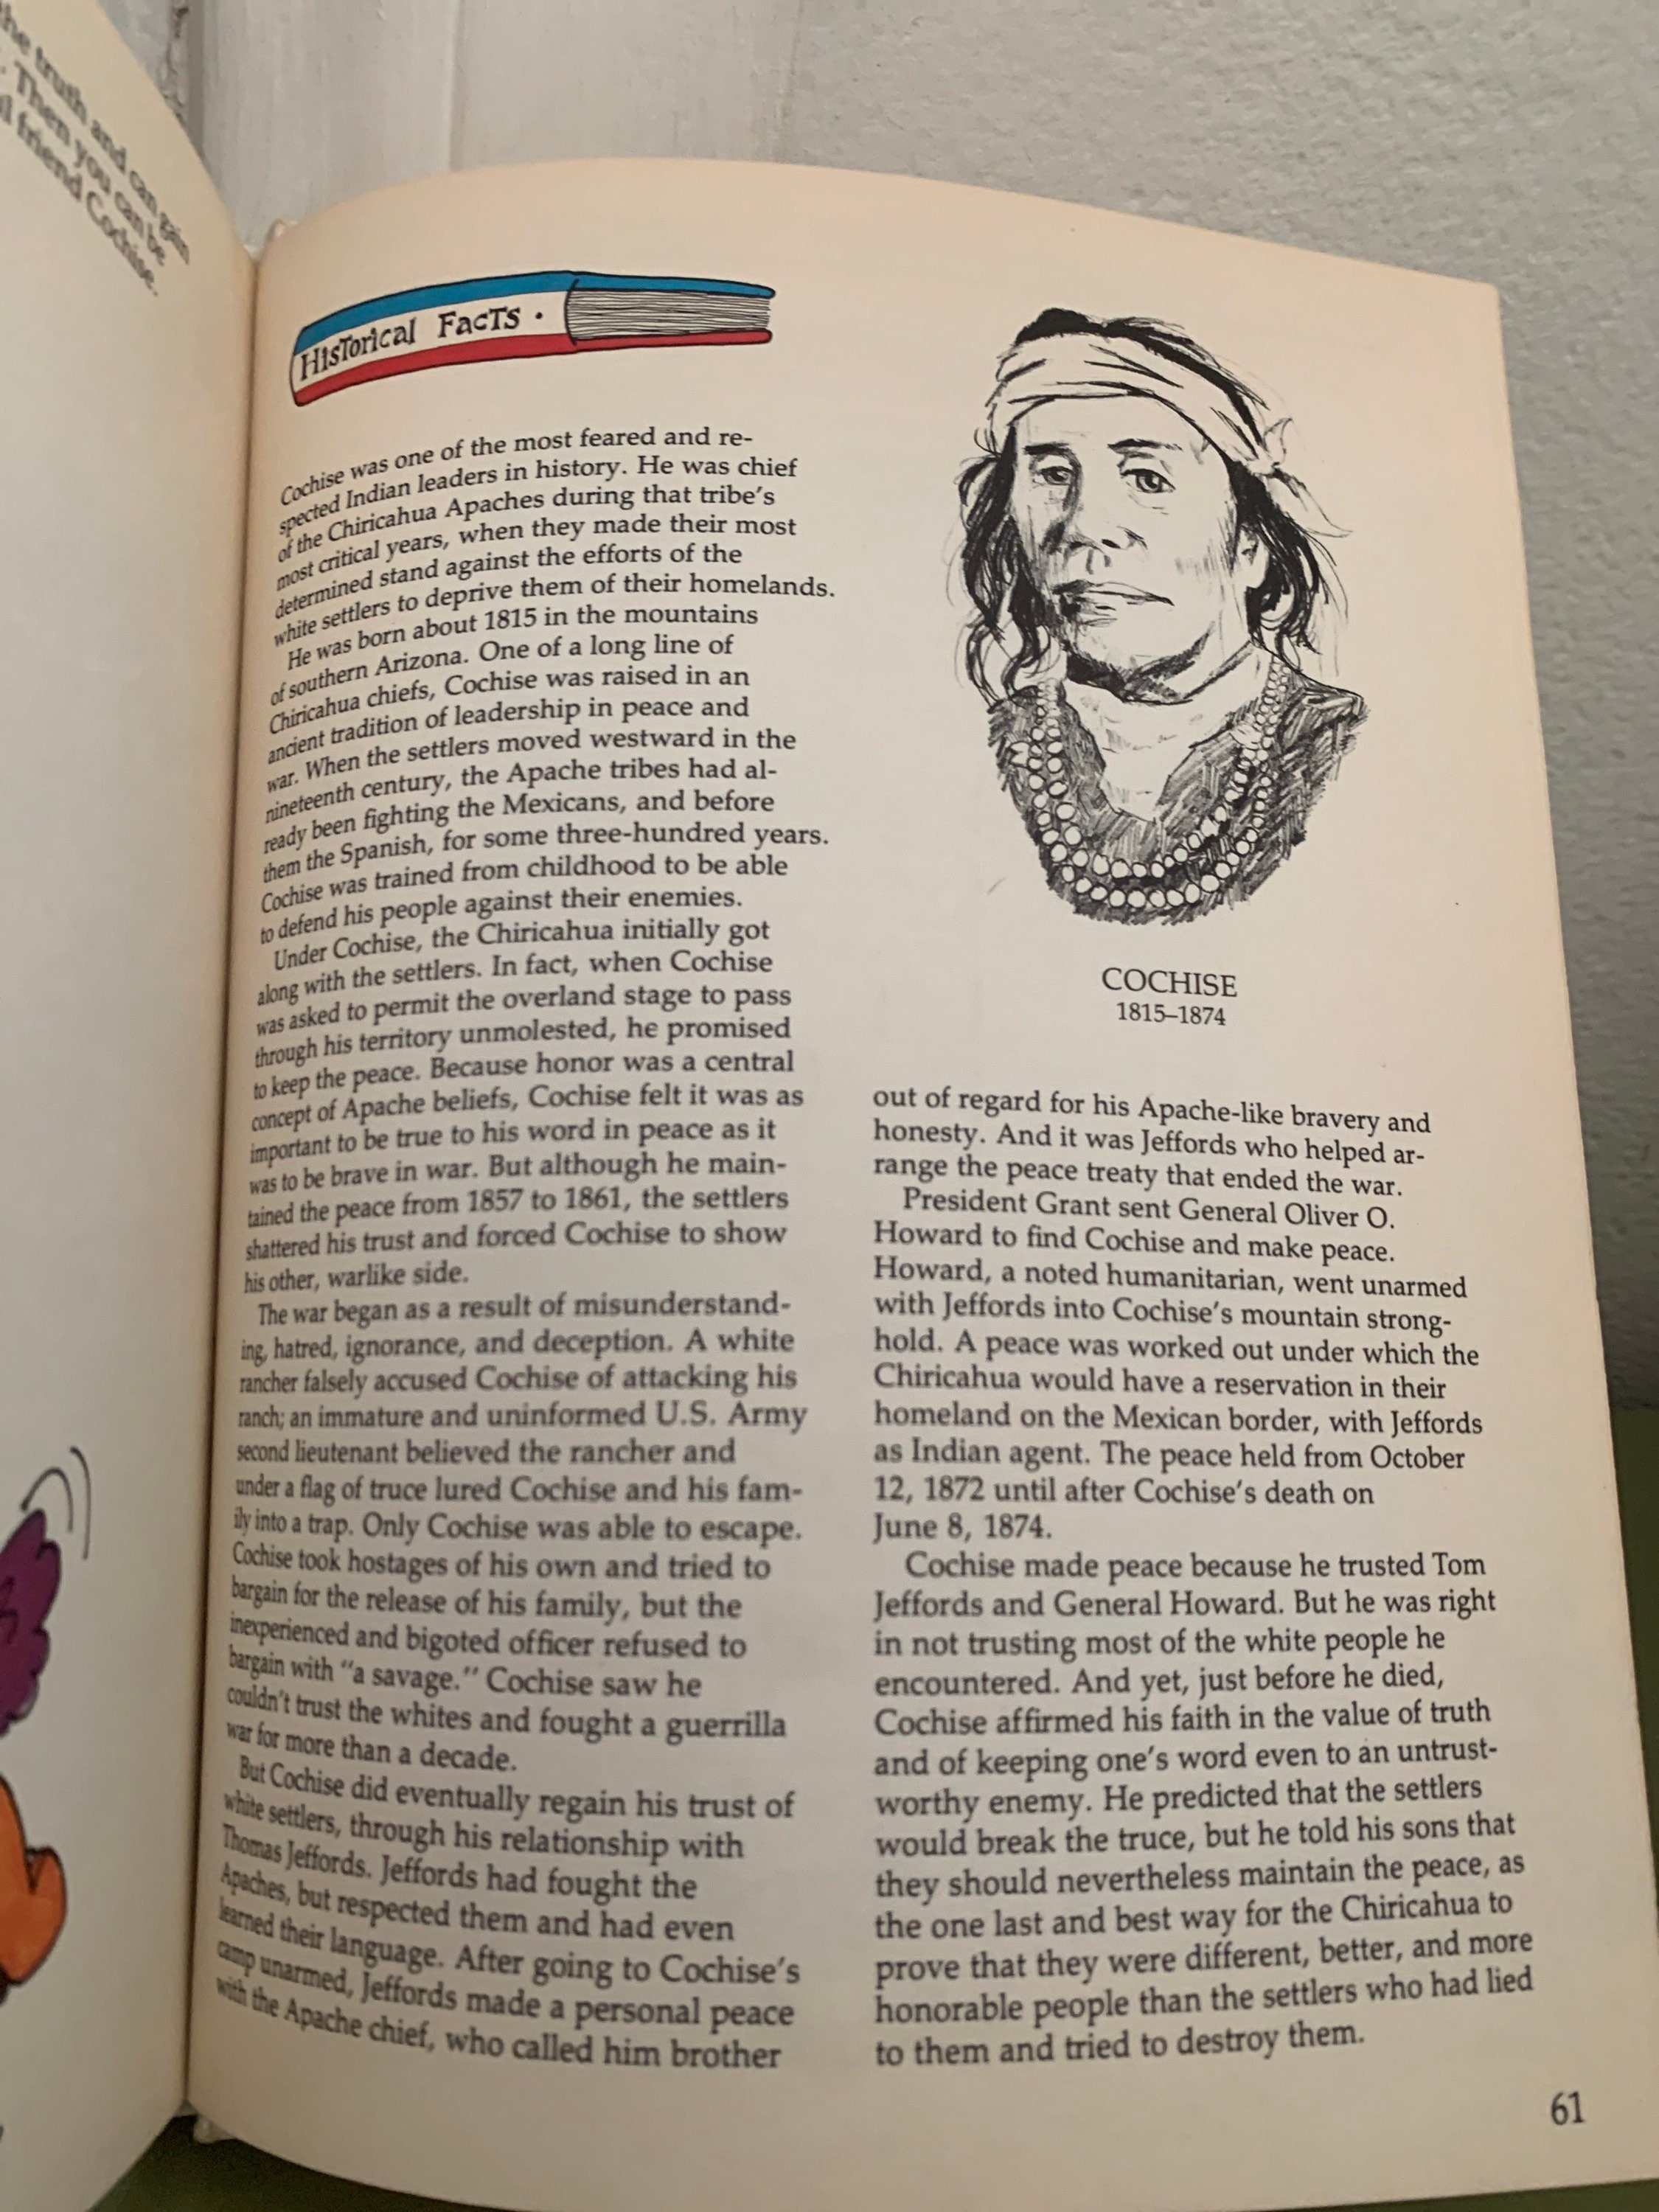 the truth and can gain
. Then you can be
friend Cochise.
HisTorical FacTs ·
Cochise was one of the most feared and re-
spected Indian leaders in history. He was chief
of the Chiricahua Apaches during that tribe's
most critical years, when they made their most
determined stand against the efforts of the
white settlers to deprive them of their homelands.
He was born about 1815 in the mountains
of southern Arizona. One of a long line of
Chiricahua chiefs, Cochise was raised in an
ancient tradition of leadership in peace and
war. When the settlers moved westward in the
nineteenth century, the Apache tribes had al-
ready been fighting the Mexicans, and before
them the Spanish, for some three-hundred years.
Cochise was trained from childhood to be able
to defend his people against their enemies.
Under Cochise, the Chiricahua initially got
along with the settlers. In fact, when Cochise
was asked to permit the overland stage to pass
through his territory unmolested, he promised
to keep the peace. Because honor was a central
concept of Apache beliefs, Cochise felt it was as
important to be true to his word in peace as it
was to be brave in war. But although he main-
tained the peace from 1857 to 1861, the settlers
shattered his trust and forced Cochise to show
his other, warlike side.
The war began as a result of misunderstand-
ing, hatred, ignorance, and deception. A white
rancher falsely accused Cochise of attacking his
ranch; an immature and uninformed U.S. Army
second lieutenant believed the rancher and
under a flag of truce lured Cochise and his fam-
ily into a trap. Only Cochise was able to escape.
Cochise took hostages of his own and tried to
bargain for the release of his family, but the
inexperienced and bigoted officer refused to
bargain with "a savage." Cochise saw he
couldn't trust the whites and fought a guerrilla
war for more than a decade.
But Cochise did eventually regain his trust of
white settlers, through his relationship with
Thomas Jeffords. Jeffords had fought the
Apaches, but respected them and had even
learned their language. After going to Cochise's
camp unarmed, Jeffords made a personal peace
with the Apache chief, who called him brother
COCHISE
1815–1874
out of regard for his Apache-like bravery and
honesty. And it was Jeffords who helped ar-
range the peace treaty that ended the war.
President Grant sent General Oliver O.
Howard to find Cochise and make peace.
Howard, a noted humanitarian, went unarmed
with Jeffords into Cochise's mountain strong-
hold. A peace was worked out under which the
Chiricahua would have a reservation in their
homeland on the Mexican border, with Jeffords
as Indian agent. The peace held from October
12, 1872 until after Cochise's death on
June 8, 1874.
Cochise made peace because he trusted Tom
Jeffords and General Howard. But he was right
in not trusting most of the white people he
encountered. And yet, just before he died,
Cochise affirmed his faith in the value of truth
and of keeping one's word even to an untrust-
worthy enemy. He predicted that the settlers
would break the truce, but he told his sons that
they should nevertheless maintain the peace, as
the one last and best way for the Chiricahua to
prove that they were different, better, and more
honorable people than the settlers who had lied
to them and tried to destroy them.
61